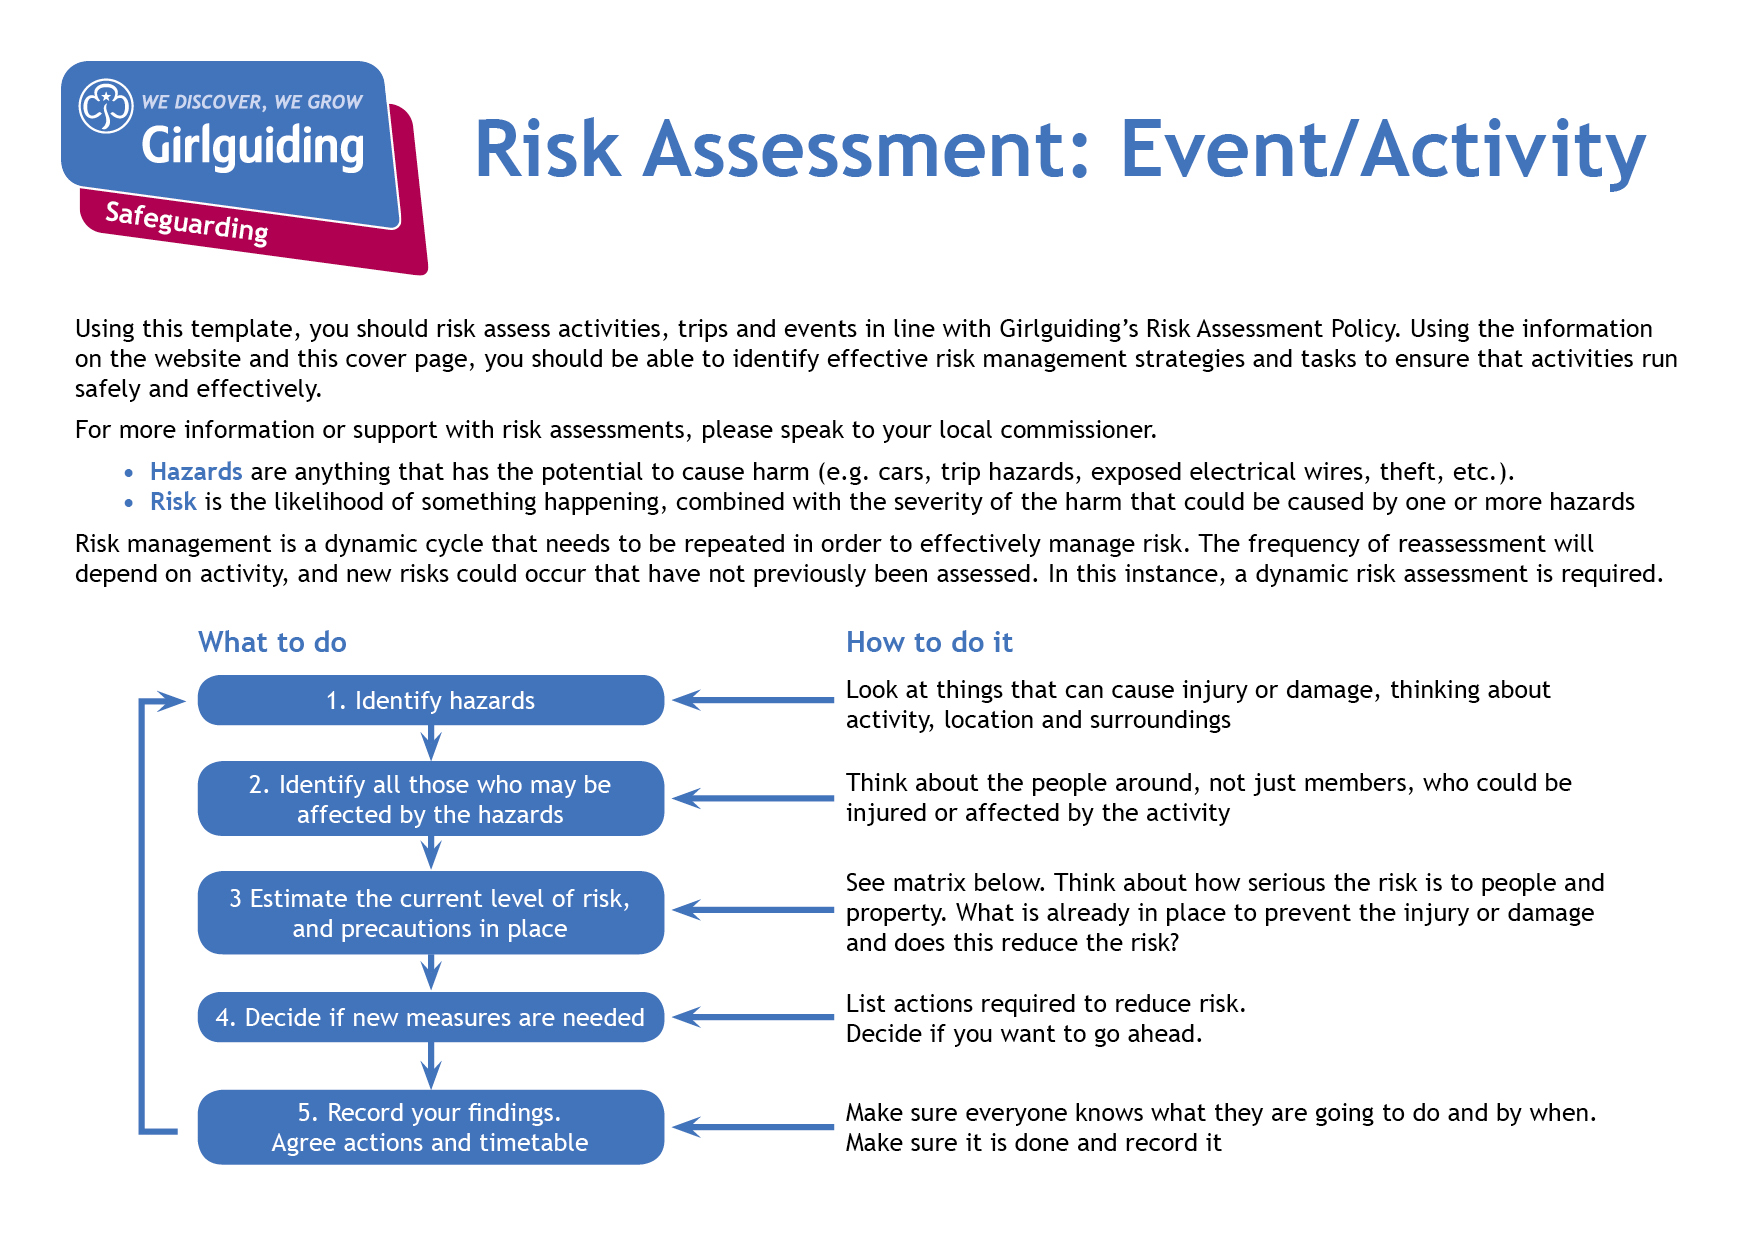 WE DISCOVER, WE GROW
Girlguiding
Safeguarding
Risk Assessment: Event/Activity
Using this template, you should risk assess activities, trips and events in line with Girlguiding’s Risk Assessment Policy. Using the information
on the website and this cover page, you should be able to identify effective risk management strategies and tasks to ensure that activities run
safely and effectively.
For more information or support with risk assessments, please speak to your local commissioner.
• Hazards are anything that has the potential to cause harm (e.g. cars, trip hazards, exposed electrical wires, theft, etc.).
• Risk is the likelihood of something happening, combined with the severity of the harm that could be caused by one or more hazards
Risk management is a dynamic cycle that needs to be repeated in order to effectively manage risk. The frequency of reassessment will
depend on activity, and new risks could occur that have not previously been assessed. In this instance, a dynamic risk assessment is required.
What to do
How to do it
1. Identify hazards
Look at things that can cause injury or damage, thinking about
activity, location and surroundings
2. Identify all those who may be
affected by the hazards
Think about the people around, not just members, who could be
injured or affected by the activity
3 Estimate the current level of risk,
and precautions in place
See matrix below. Think about how serious the risk is to people and
property. What is already in place to prevent the injury or damage
and does this reduce the risk?
4. Decide if new measures are needed
List actions required to reduce risk.
Decide if you want to go ahead.
5. Record your findings.
Agree actions and timetable
Make sure everyone knows what they are going to do and by when.
Make sure it is done and record it